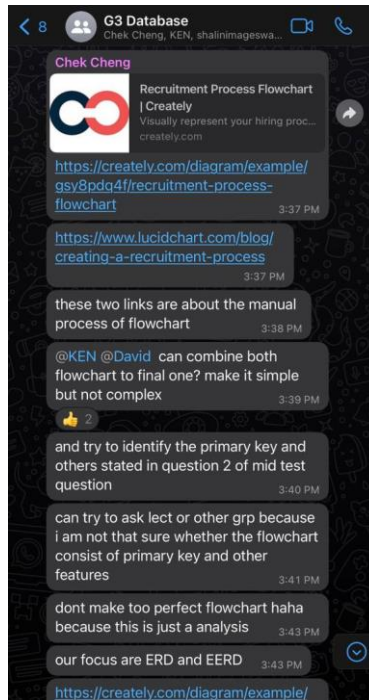 8
G3 Database
Chek Cheng, KEN, shalinimageswa...
Chek Cheng
Recruitment Process Flowchart
| Creately
Visually represent your hiring proc...
creately.com
https://creately.com/diagram/example/
gsy8pdq4f/recruitment-process-
flowchart
3:37 PM
https://www.lucidchart.com/blog/
creating-a-recruitment-process
3:37 PM
these two links are about the manual
process of flowchart
3:38 PM
@KEN @David can combine both
flowchart to final one? make it simple
but not complex
3:39 PM
2
and try to identify the primary key and
others stated in question 2 of mid test
question
3:40 PM
can try to ask lect or other grp because
i am not that sure whether the flowchart
consist of primary key and other
features
3:41 PM
dont make too perfect flowchart haha
because this is just a analysis
3:43 PM
our focus are ERD and EERD
3:43 PM
https://creately.com/diagram/example/